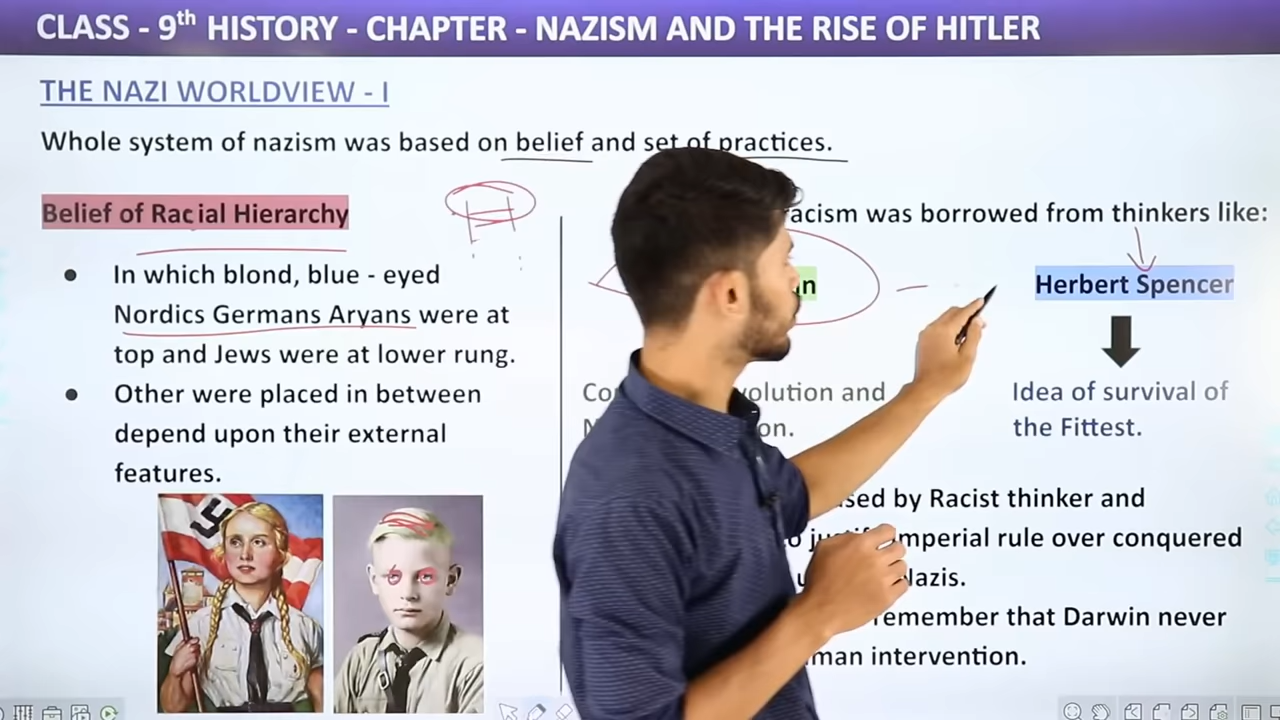 CLASS - 9th HISTORY - CHAPTER - NAZISM AND THE RISE OF HITLER
THE NAZI WORLDVIEW - I
Whole system of nazism was based on belief and set of practices.
Belief of Racial Hierarchy
● In which blond, blue - eyed
Nordics Germans Aryans were at
top and Jews were at lower rung.
● Other were placed in between
depend upon their external
features.
racism was borrowed from thinkers like:
Herbert Spencer
volution and
Idea of survival of
the Fittest.
by Racist thinker and
imperial rule over conquered
remember that Darwin never
intervention.